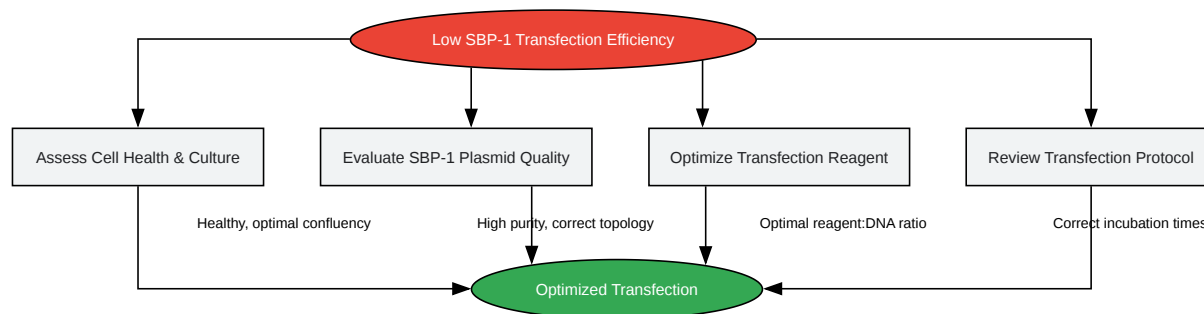 Low SBP-1 Transfection Efficiency
Assess Cell Health & Culture
Evaluate SBP-1 Plasmid Quality
Optimize Transfection Reagent
Review Transfection Protocol
Healthy, optimal confluency
High purity, correct topology
Optimal reagent:DNA ratio
Correct incubation times
Optimized Transfection